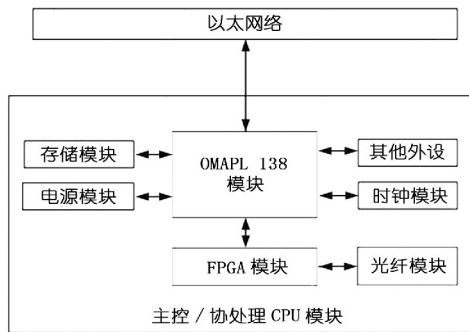 以太网络
存储模块
OMAPL 138
模块
其他外设
电源模块
时钟模块
FPGA 模块
光纤模块
主控/协处理 CPU 模块